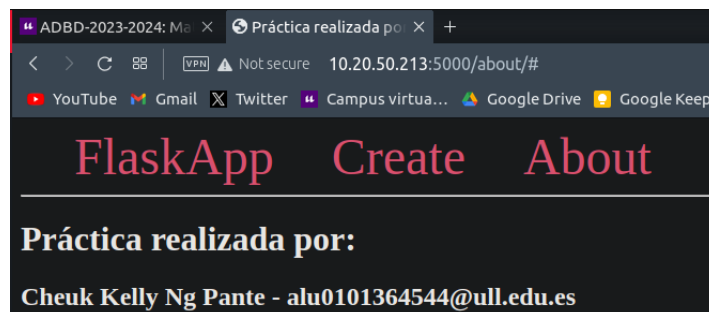 ADBD-2023-2024: Ma
Práctica realizada po
VPN Not secure 10.20.50.213:5000/about/#
YouTube Gmail Twitter Campus virtua... Google Drive Google Keep
FlaskApp Create About
Práctica realizada por:
Cheuk Kelly Ng Pante - alu0101364544@ull.edu.es